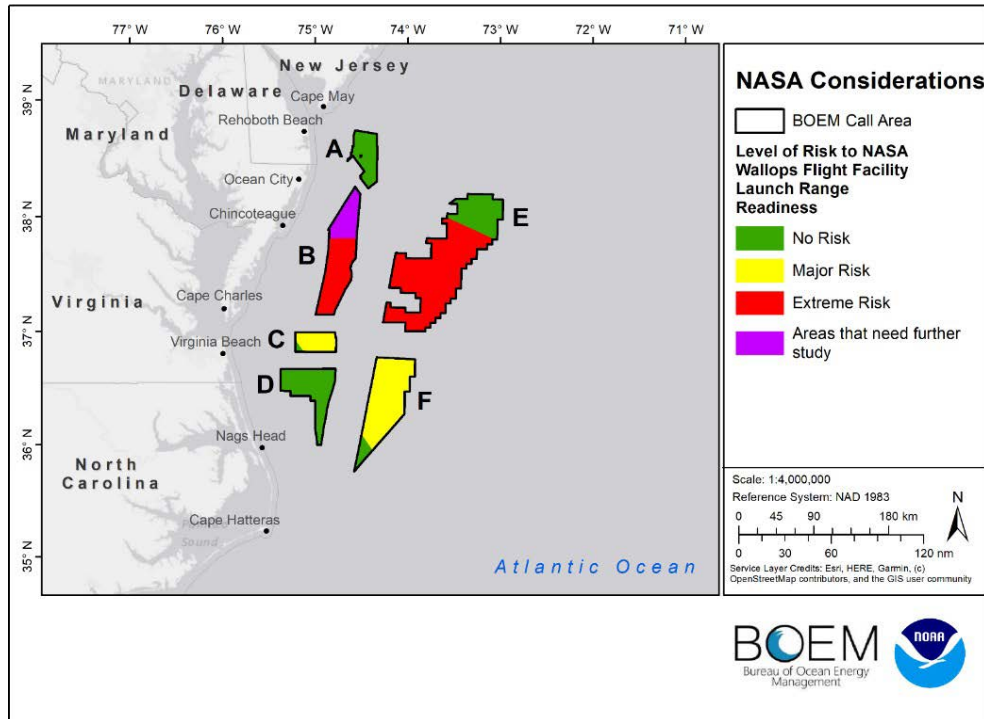 77° W 76° W 75° W 74° W 73° W 72° W 71° W
39° N
38° N
37° N
36° N
35° N
New Jersey
MARYLAND
Delaware
Cape May
Rehoboth Beach
Maryland
A
Ocean City
Chincoteague
E
B
Virginia
Cape Charles
C
Virginia Beach
D
F
Nags Head
North
Carolina
Cape Hatteras
Sound
Atlantic Ocean
NASA Considerations
BOEM Call Area
Level of Risk to NASA
Wallops Flight Facility
Launch Range
Readiness
No Risk
Major Risk
Extreme Risk
Areas that need further
study
Scale: 1:4,000,000
Reference System: NAD 1983
N
0 45 90 180 km
0 30 60 120 nm
Service Layer Credits: Esri, HERE, Garmin, (c)
OpenStreetMap contributors, and the GIS user community
BOEM
Bureau of Ocean Energy
Management
NOAA